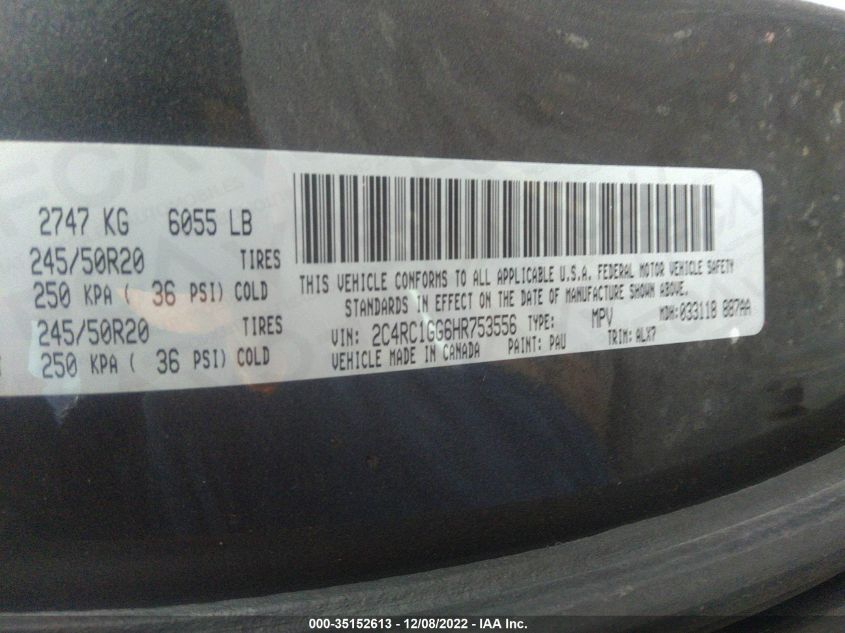 2747 KG 6055 LB
245/50R20 TIRES
250 KPA ( 36 PSI) COLD
245/50R20 TIRES
250 KPA ( 36 PSI) COLD
THIS VEHICLE CONFORMS TO ALL APPLICABLE U.S.A. FEDERAL MOTOR VEHICLE SAFETY
STANDARDS IN EFFECT ON THE DATE OF MANUFACTURE SHOWN ABOVE.
VIN: 2C4RC1GG6HR753556 TYPE: MPV MDH:033118 887AA
VEHICLE MADE IN CANADA PAINT: PAU TRIM: ALX7
000-35152613 - 12/08/2022 - IAA Inc.